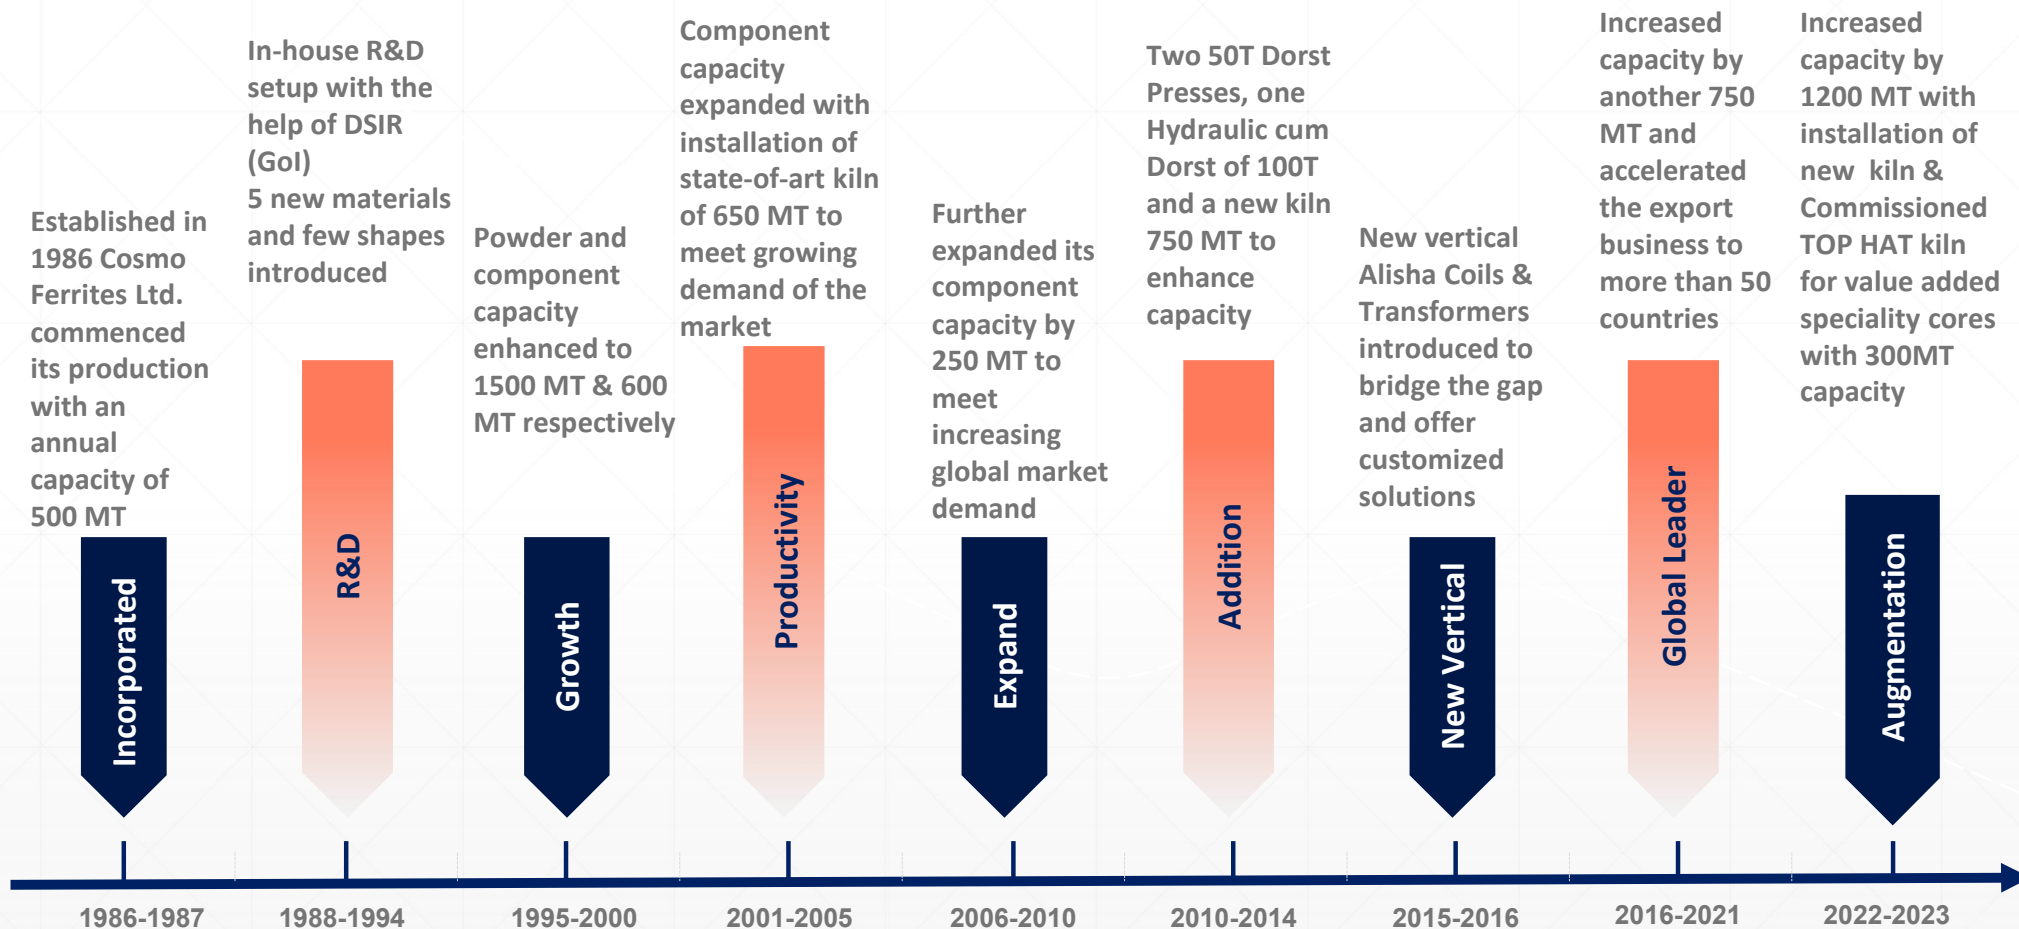 Established in
1986 Cosmo
Ferrites Ltd.
commenced
its production
with an
annual
capacity of
500 MT
Incorporated
1986-1987
In-house R&D
setup with the
help of DSIR
(GoI)
5 new materials
and few shapes
introduced
R&D
1988-1994
Powder and
component
capacity
enhanced to
1500 MT & 600
MT respectively
Growth
1995-2000
Component
capacity
expanded with
installation of
state-of-art kiln
of 650 MT to
meet growing
demand of the
market
Productivity
2001-2005
Further
expanded its
component
capacity by
250 MT to
meet
increasing
global market
demand
Expand
2006-2010
Two 50T Dorst
Presses, one
Hydraulic cum
Dorst of 100T
and a new kiln
750 MT to
enhance
capacity
Addition
2010-2014
New vertical
Alisha Coils &
Transformers
introduced to
bridge the gap
and offer
customized
solutions
New Vertical
2015-2016
Increased
capacity by
another 750
MT and
accelerated
the export
business to
more than 50
countries
Global Leader
2016-2021
Increased
capacity by
1200 MT with
installation of
new kiln &
Commissioned
TOP HAT kiln
for value added
speciality cores
with 300MT
capacity
Augmentation
2022-2023